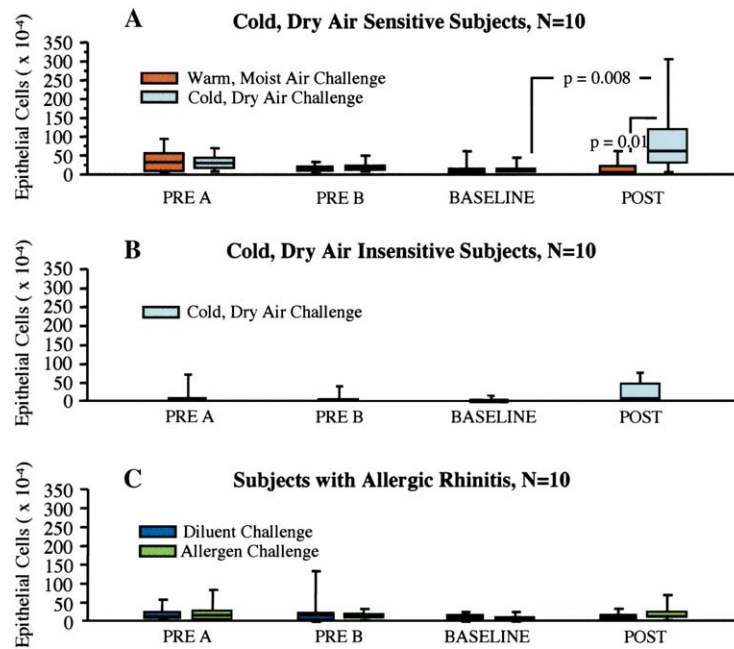 A Cold, Dry Air Sensitive Subjects, N=10
Epithelial Cells ( x 10⁻⁴)
350
300
250
200
150
100
50
0
Warm, Moist Air Challenge
Cold, Dry Air Challenge
p = 0.008
p = 0.01
PRE A PRE B BASELINE POST
B Cold, Dry Air Insensitive Subjects, N=10
Epithelial Cells ( x 10⁻⁴)
350
300
250
200
150
100
50
0
Cold, Dry Air Challenge
PRE A PRE B BASELINE POST
C Subjects with Allergic Rhinitis, N=10
Epithelial Cells ( x 10⁻⁴)
350
300
250
200
150
100
50
0
Diluent Challenge
Allergen Challenge
PRE A PRE B BASELINE POST